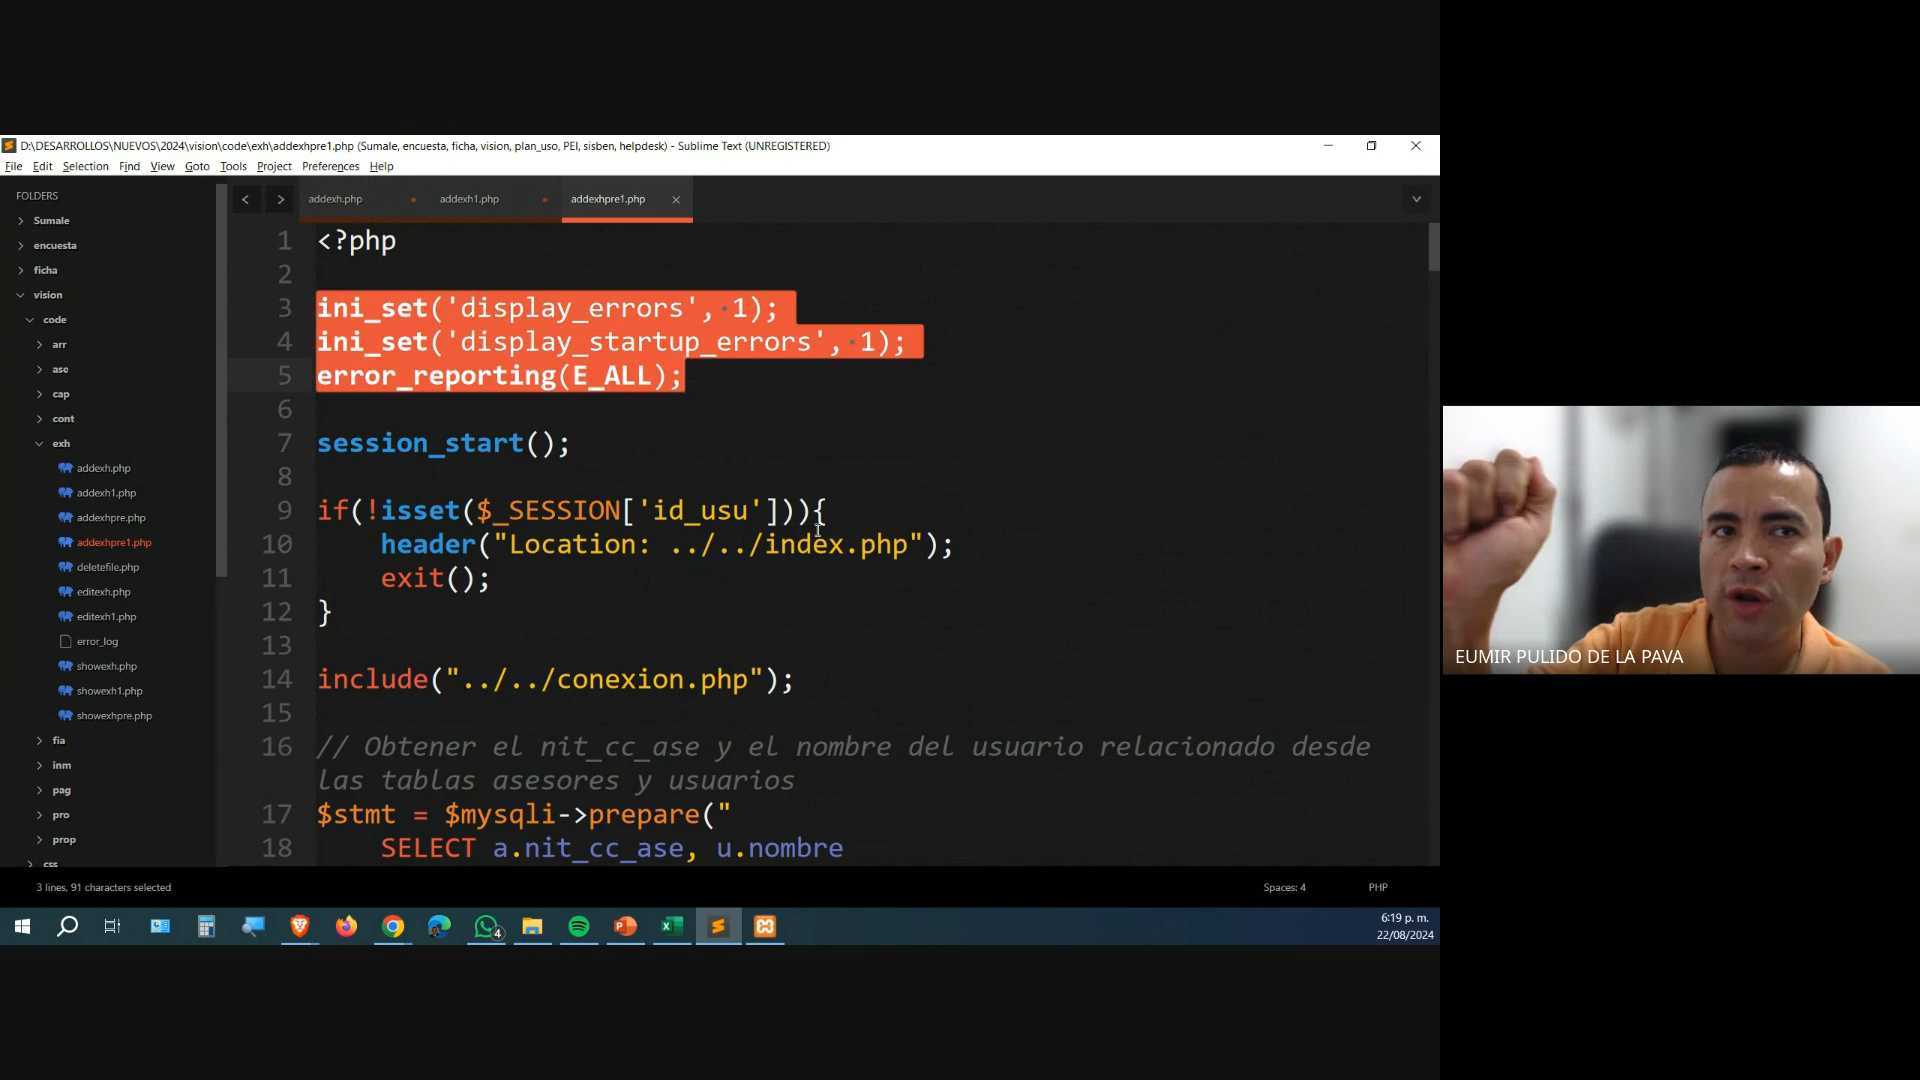 D:\DESARROLLOS\NUEVOS\2024\vision\code\exh\addexhpre1.php (Sumale, encuesta, ficha, vision, plan_uso, PEI, sisben, helpdesk) - Sublime Text (UNREGISTERED)
File Edit Selection Find View Goto Tools Project Preferences Help
FOLDERS
Sumale
encuesta
ficha
vision
code
arr
ase
cap
cont
exh
addexh.php
addexh1.php
addexhpre.php
addexhpre1.php
deletefile.php
editexh.php
editexh1.php
error_log
showexh.php
showexh1.php
showexhpre.php
fia
inm
pag
pro
prop
css
addexh.php addexh1.php addexhpre1.php
1 <?php
2
3 ini_set('display_errors', 1);
4 ini_set('display_startup_errors', 1);
5 error_reporting(E_ALL);
6
7 session_start();
8
9 if(!isset($_SESSION['id_usu'])){
10 header("Location: ../../index.php");
11 exit();
12 }
13
14 include("../../conexion.php");
15
16 // Obtener el nit_cc_ase y el nombre del usuario relacionado desde
las tablas asesores y usuarios
17 $stmt = $mysqli->prepare("
18 SELECT a.nit_cc_ase, u.nombre
3 lines, 91 characters selected
Spaces: 4 PHP
4
6:19 p. m.
22/08/2024
EUMIR PULIDO DE LA PAVA